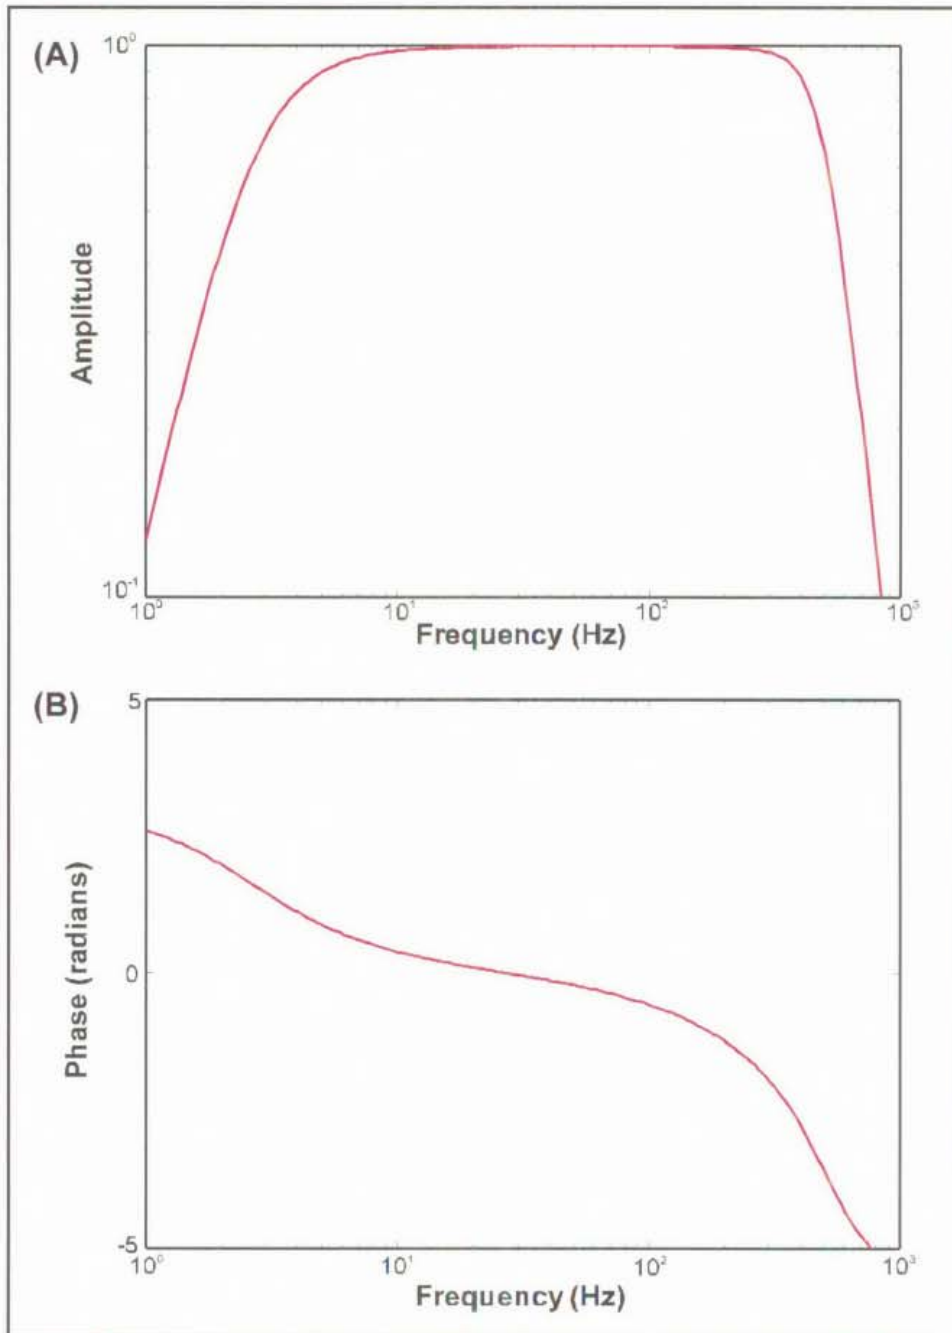 (A)
10⁰
Amplitude
10⁻¹
10⁰ 10¹ 10² 10³
Frequency (Hz)
(B)
5
Phase (radians)
0
-5
10⁰ 10¹ 10² 10³
Frequency (Hz)